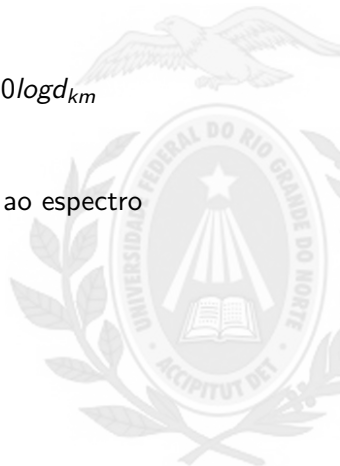 0logd_km
ao espectro
UNIVERSIDADE FEDERAL DO RIO GRANDE DO NORTE
ACCIPITUT DET